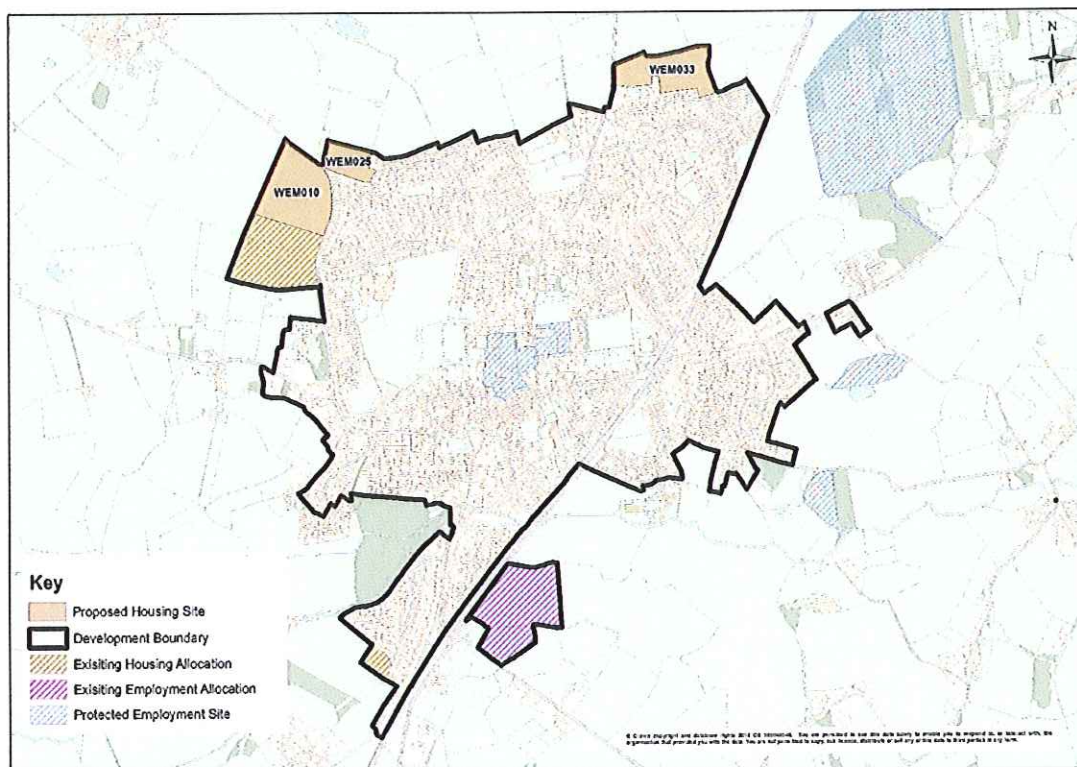 WEM033
N
WEM025
WEM010
Key
Proposed Housing Site
Development Boundary
Exisiting Housing Allocation
Exisiting Employment Allocation
Protected Employment Site